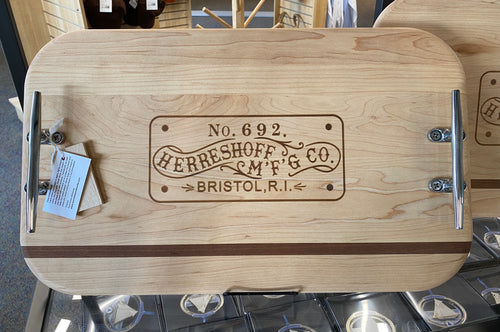 No. 692.
HERRESHOFF
M'F'G CO.
BRISTOL, R.I.